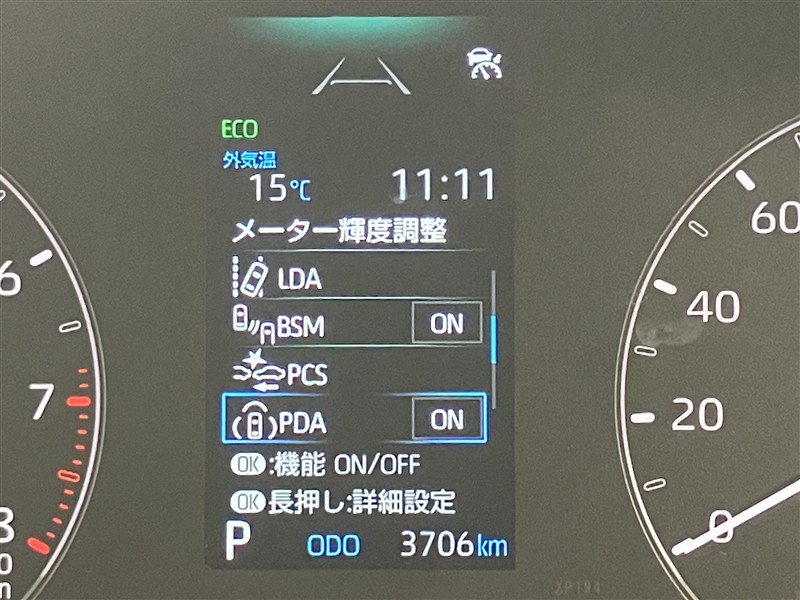 ECO
外気温
15℃ 11:11
メーター輝度調整
LDA
BSM ON
PCS
PDA ON
OK:機能 ON/OFF
OK長押し:詳細設定
P ODO 3706km
6
7
8
60
40
20
0
XP194